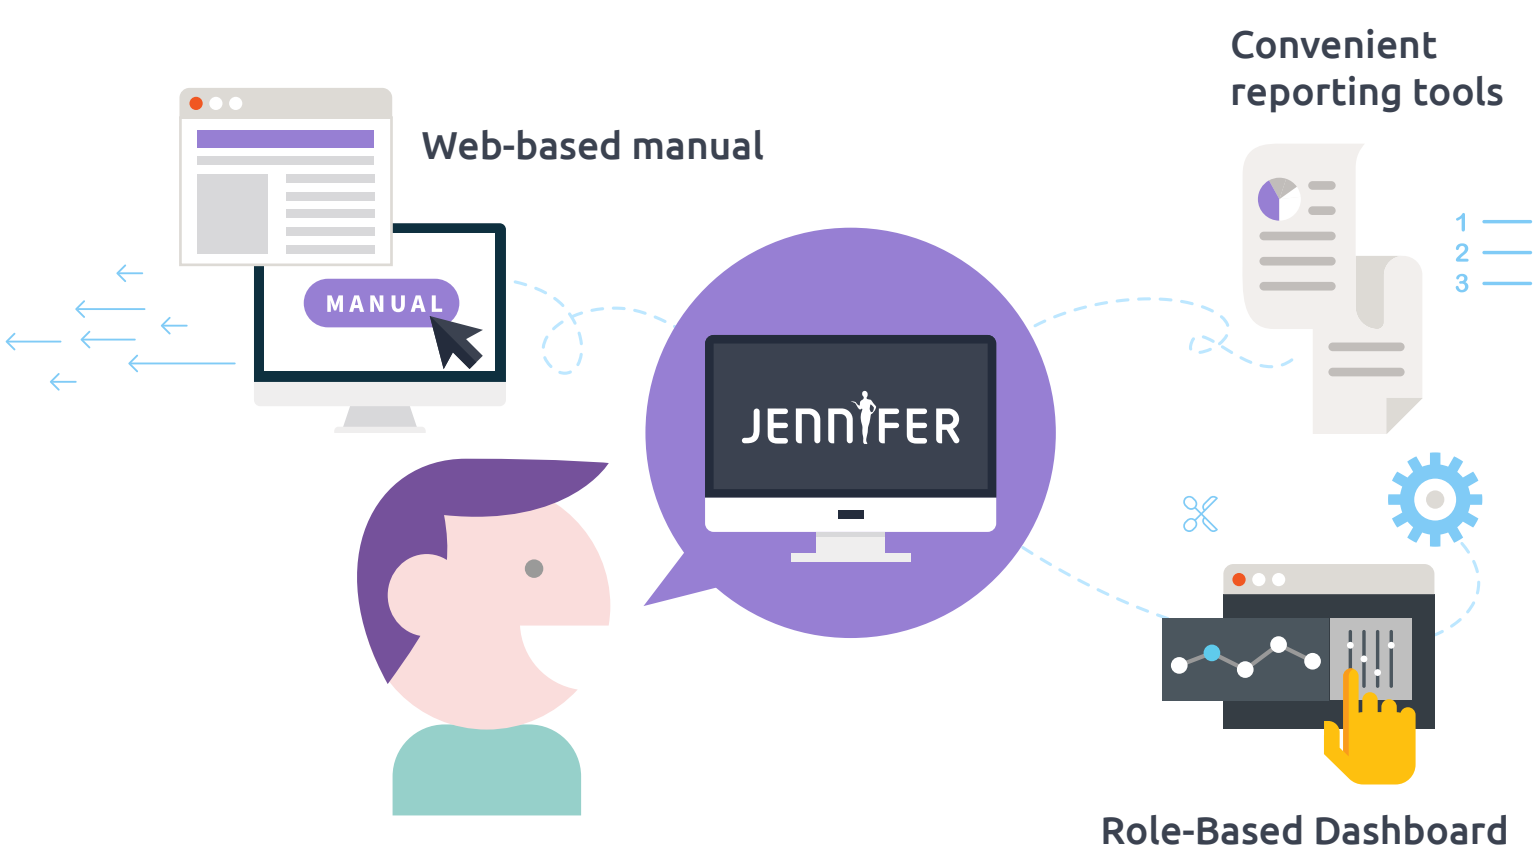 Convenient
reporting tools
Web-based manual
MANUAL
1
2
3
JENNIFER
Role-Based Dashboard